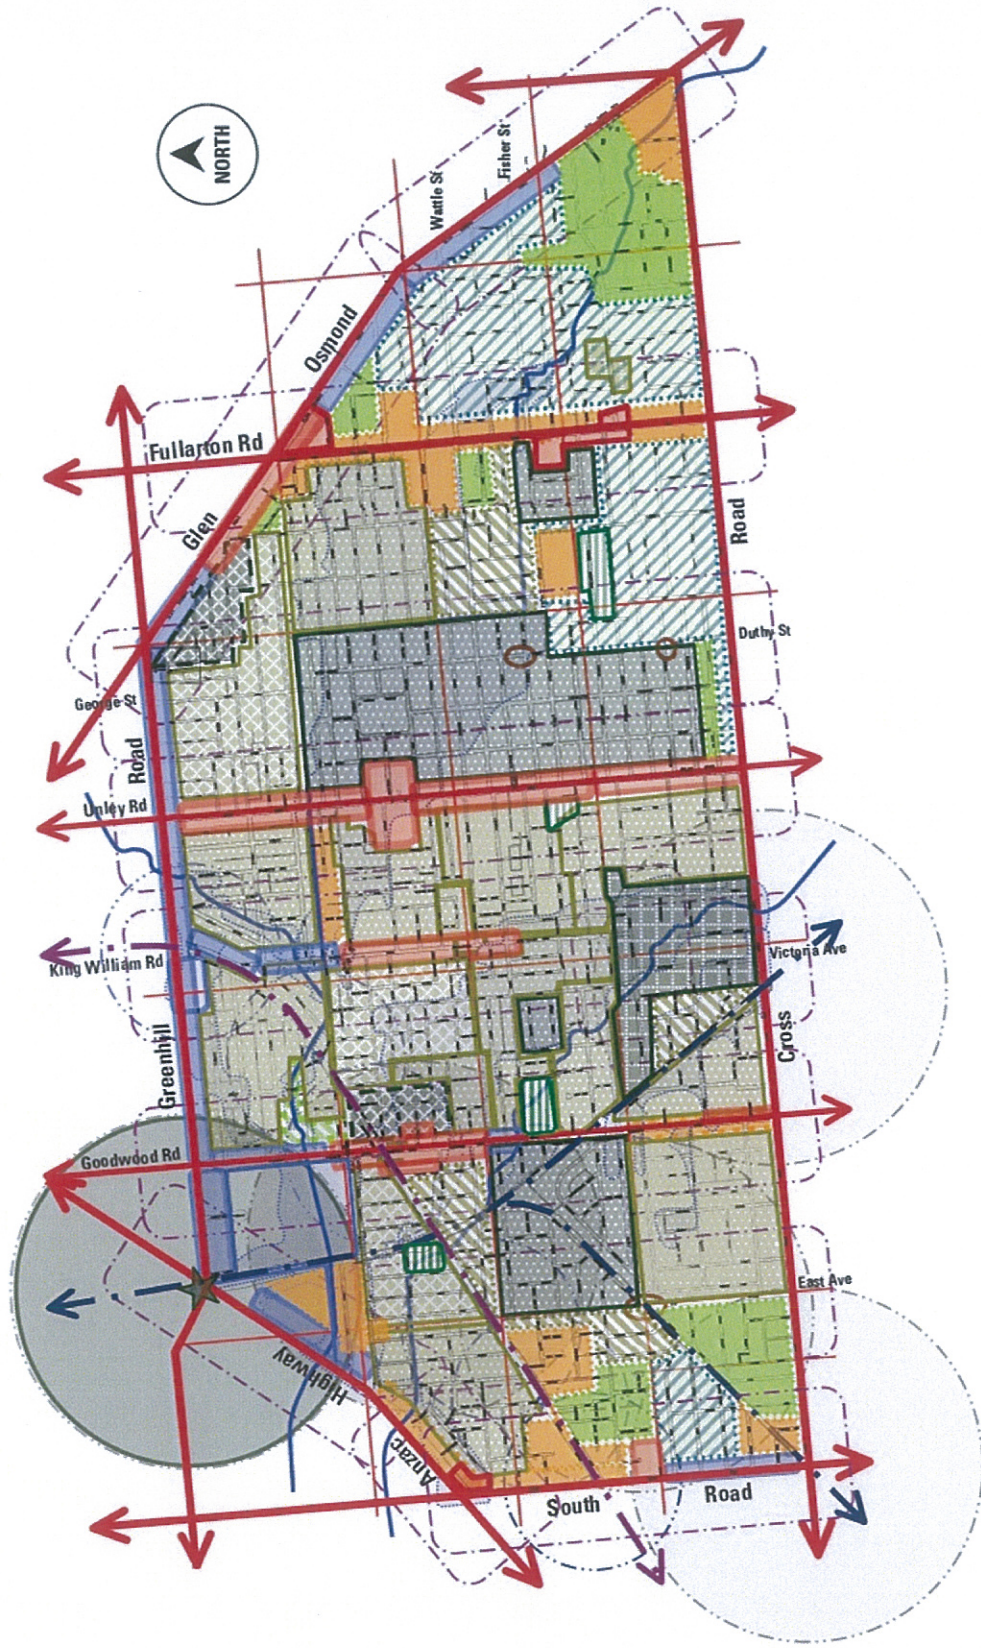 NORTH
Fisher St
Wattle St
Osmond
Fullarton Rd
Glen
Road
Duthy St
George St
Road
Unley Rd
King William Rd
Victoria Ave
Greenhill
Cross
Goodwood Rd
East Ave
Highway
Anzac
South
Road